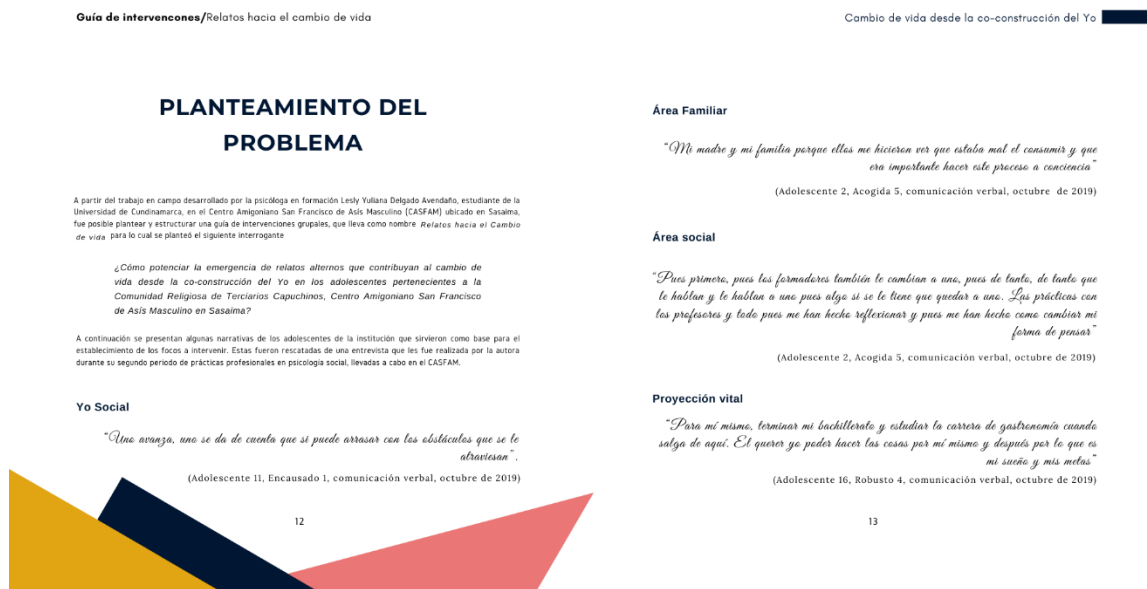 Guía de intervencones/Relatos hacia el cambio de vida
PLANTEAMIENTO DEL
PROBLEMA
A partir del trabajo en campo desarrollado por la psicóloga en formación Lesly Yuliana Delgado Avendaño, estudiante de la
Universidad de Cundinamarca, en el Centro Amigoniano San Francisco de Asís Masculino (CASFAM) ubicado en Sasaima,
fue posible plantear y estructurar una guía de intervenciones grupales, que lleva como nombre Relatos hacia el Cambio
de vida para lo cual se planteó el siguiente interrogante
¿Cómo potenciar la emergencia de relatos alternos que contribuyan al cambio de
vida desde la co-construcción del Yo en los adolescentes pertenecientes a la
Comunidad Religiosa de Terciarios Capuchinos, Centro Amigoniano San Francisco
de Asís Masculino en Sasaima?
A continuación se presentan algunas narrativas de los adolescentes de la institución que sirvieron como base para el
establecimiento de los focos a intervenir. Estas fueron rescatadas de una entrevista que les fue realizada por la autora
durante su segundo periodo de prácticas profesionales en psicología social, llevadas a cabo en el CASFAM.
Yo Social
“Uno avanza, uno se da de cuenta que si puede arrasar con los obstáculos que se le
atraviesan”.
(Adolescente 11, Encausado 1, comunicación verbal, octubre de 2019)
12
Cambio de vida desde la co-construcción del Yo
Área Familiar
“Mi madre y mi familia porque ellos me hicieron ver que estaba mal el consumir y que
era importante hacer este proceso a conciencia”
(Adolescente 2, Acogida 5, comunicación verbal, octubre de 2019)
Área social
“Pues primero, pues los formadores también le cambian a uno, pues de tanto, de tanto que
le hablan y le hablan a uno pues algo si se le tiene que quedar a uno. Las prácticas con
los profesores y todo pues me han hecho reflexionar y pues me han hecho como cambiar mi
forma de pensar”
(Adolescente 2, Acogida 5, comunicación verbal, octubre de 2019)
Proyección vital
“Para mí mismo, terminar mi bachillerato y estudiar la carrera de gastronomía cuando
salga de aquí. El querer yo poder hacer las cosas por mí mismo y después por lo que es
mi sueño y mis metas”
(Adolescente 16, Robusto 4, comunicación verbal, octubre de 2019)
13